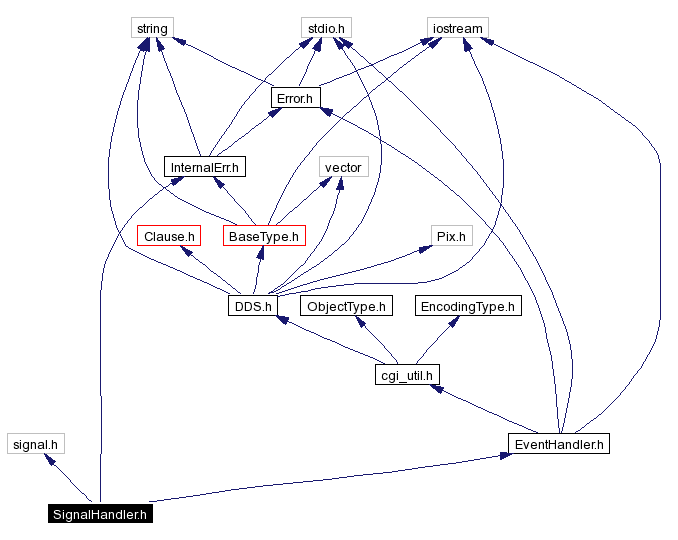 string
stdio.h
iostream
Error.h
InternalErr.h
vector
Clause.h
BaseType.h
Pix.h
DDS.h
ObjectType.h
EncodingType.h
cgi_util.h
signal.h
EventHandler.h
SignalHandler.h